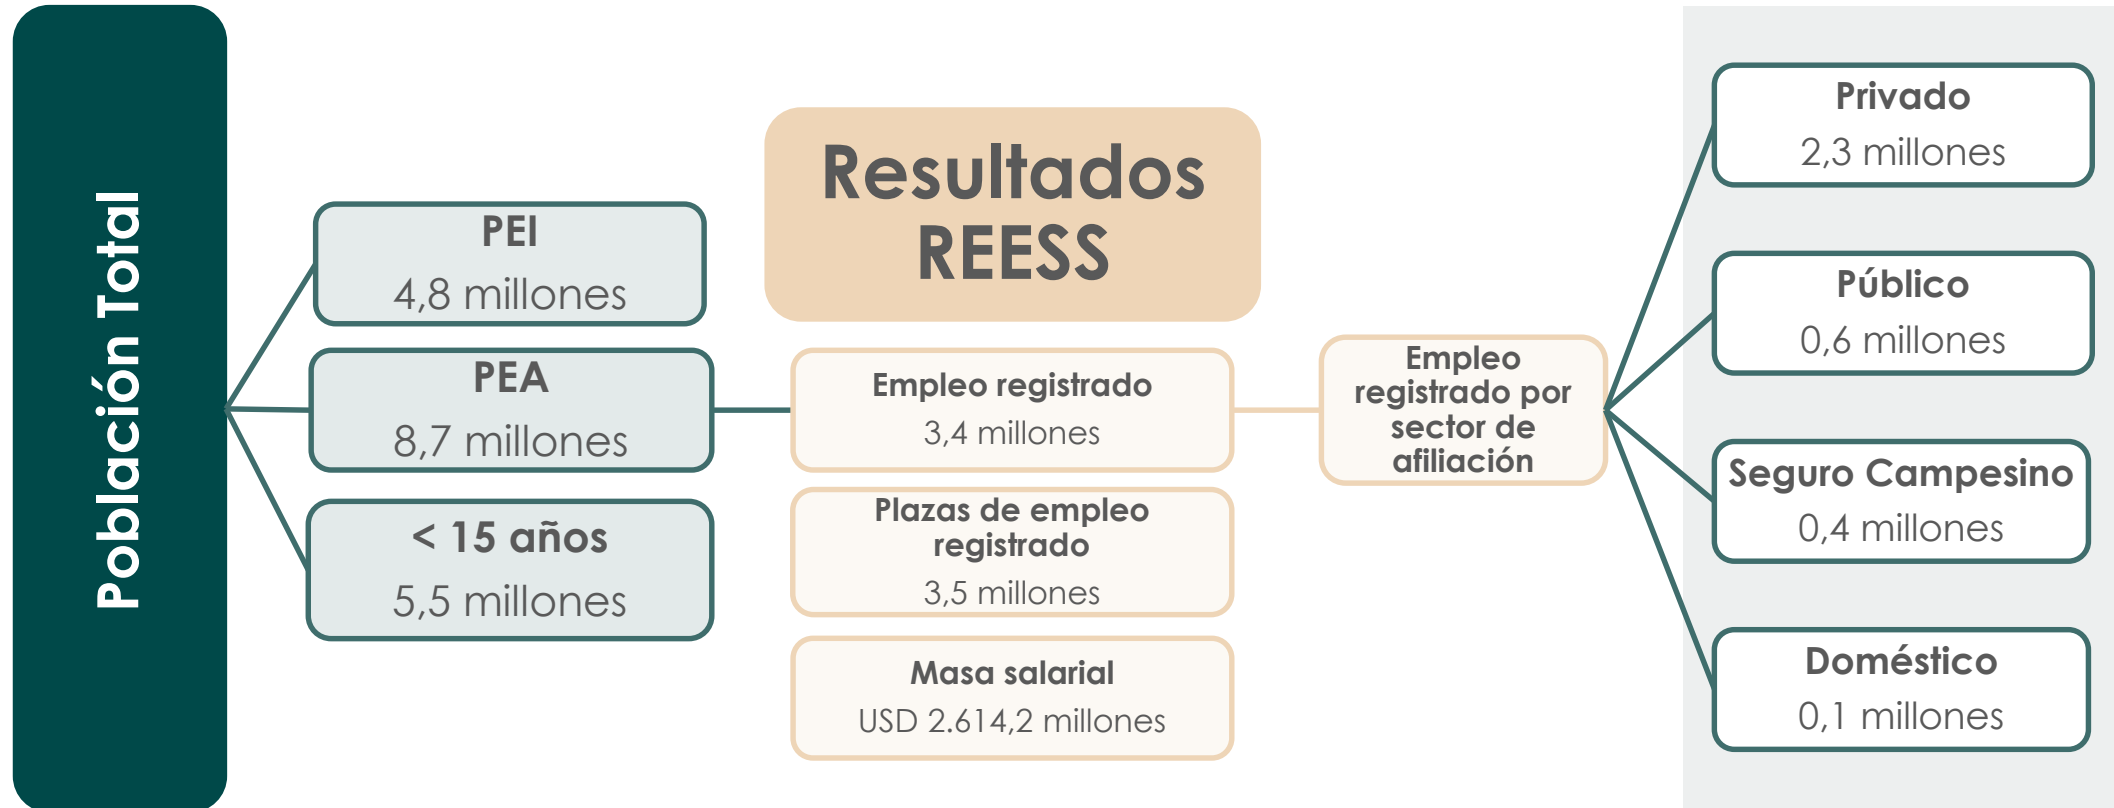 Población Total
PEI
4,8 millones
PEA
8,7 millones
< 15 años
5,5 millones
Resultados
REESS
Empleo registrado
3,4 millones
Plazas de empleo
registrado
3,5 millones
Masa salarial
USD 2.614,2 millones
Empleo
registrado por
sector de
afiliación
Privado
2,3 millones
Público
0,6 millones
Seguro Campesino
0,4 millones
Doméstico
0,1 millones